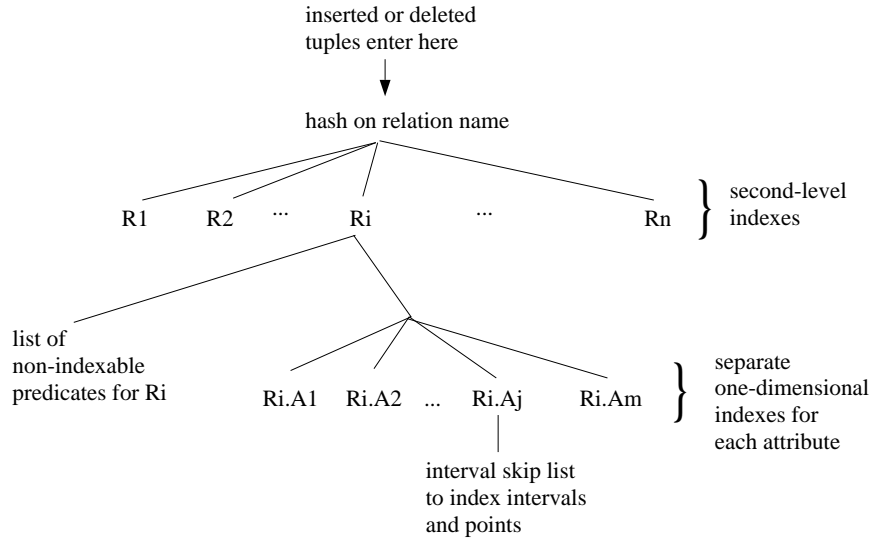 inserted or deleted
tuples enter here
hash on relation name
R1 R2 ... Ri ... Rn } second-level
indexes
list of
non-indexable
predicates for Ri
Ri.A1 Ri.A2 ... Ri.Aj Ri.Am } separate
one-dimensional
indexes for
each attribute
interval skip list
to index intervals
and points